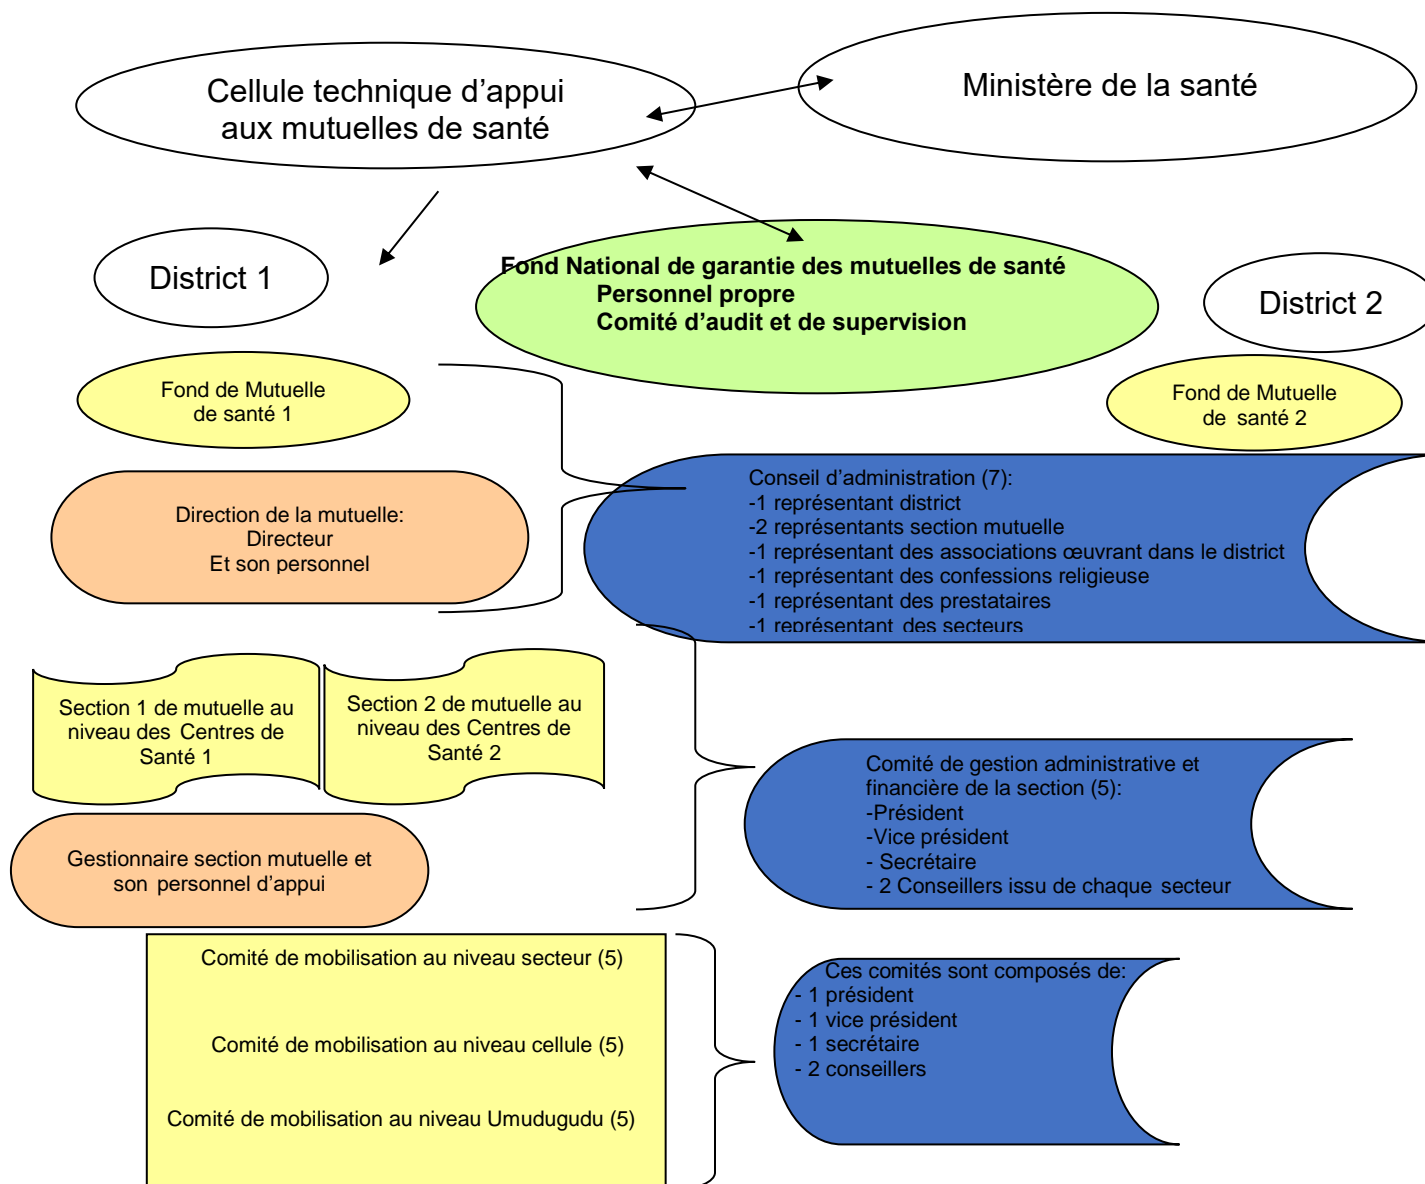 Cellule technique d'appui
aux mutuelles de santé
Ministère de la santé
District 1
Fond National de garantie des mutuelles de santé
Personnel propre
Comité d'audit et de supervision
District 2
Fond de Mutuelle
de santé 1
Fond de Mutuelle
de santé 2
Direction de la mutuelle:
Directeur
Et son personnel
Conseil d'administration (7):
-1 représentant district
-2 représentants section mutuelle
-1 représentant des associations œuvrant dans le district
-1 représentant des confessions religieuse
-1 représentant des prestataires
-1 représentant des secteurs
Section 1 de mutuelle au
niveau des Centres de
Santé 1
Section 2 de mutuelle au
niveau des Centres de
Santé 2
Comité de gestion administrative et
financière de la section (5):
-Président
-Vice président
- Secrétaire
- 2 Conseillers issu de chaque secteur
Gestionnaire section mutuelle et
son personnel d'appui
Comité de mobilisation au niveau secteur (5)
Comité de mobilisation au niveau cellule (5)
Comité de mobilisation au niveau Umudugudu (5)
Ces comités sont composés de:
- 1 président
- 1 vice président
- 1 secrétaire
- 2 conseillers